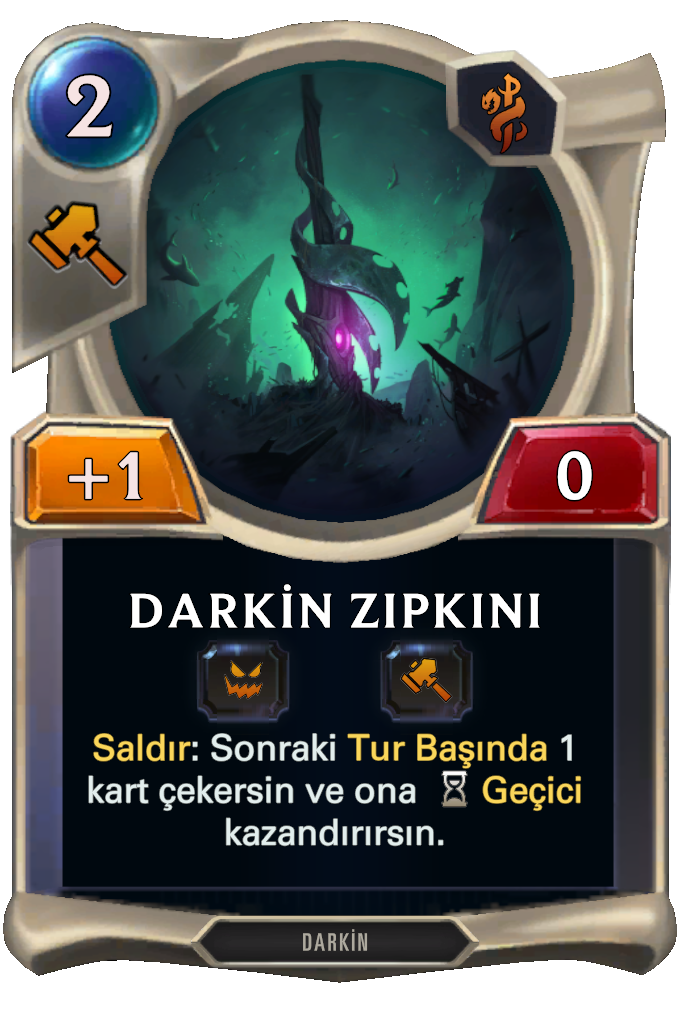 2
+1
0
DARKİN ZIPKINI
Saldır: Sonraki Tur Başında 1
kart çekersin ve ona Geçici
kazandırırsın.
DARKİN